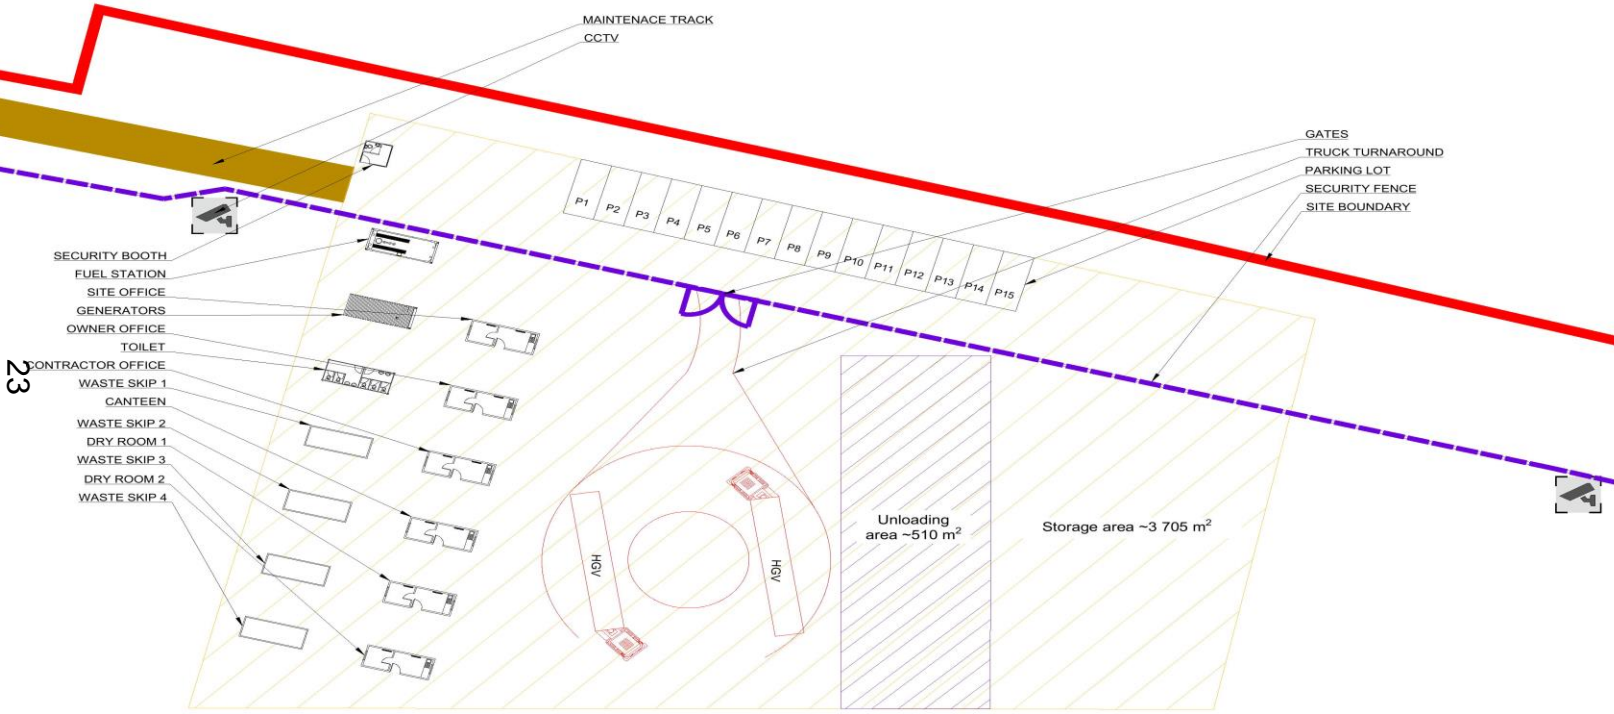 MAINTENACE TRACK
CCTV
GATES
TRUCK TURNAROUND
PARKING LOT
SECURITY FENCE
SITE BOUNDARY
P1
P2
P3
P4
P5
P6
P7
P8
P9
P10
P11
P12
P13
P14
P15
SECURITY BOOTH
FUEL STATION
SITE OFFICE
GENERATORS
OWNER OFFICE
TOILET
CONTRACTOR OFFICE
WASTE SKIP 1
CANTEEN
WASTE SKIP 2
DRY ROOM 1
WASTE SKIP 3
DRY ROOM 2
WASTE SKIP 4
23
HGV
HGV
Unloading
area ~510 m²
Storage area ~3 705 m²